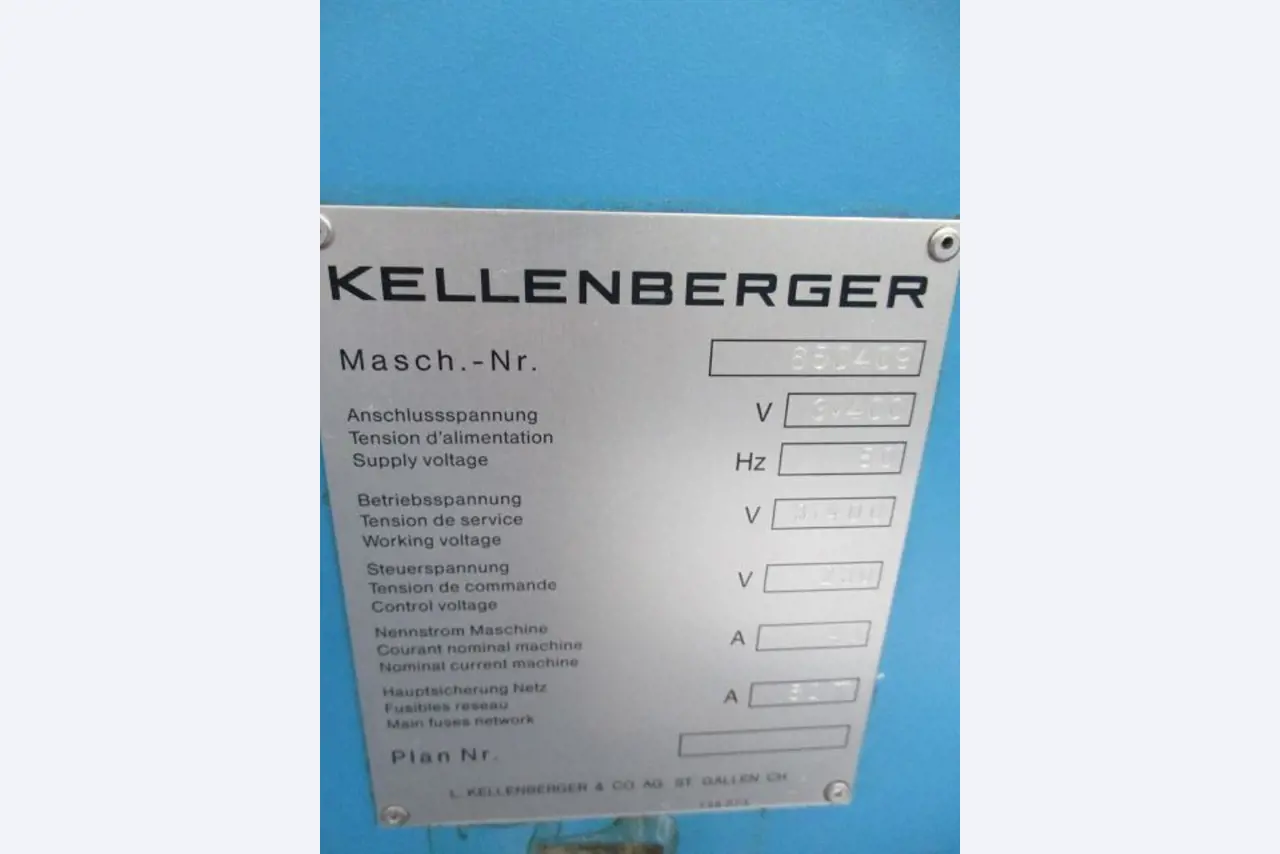 KELLENBERGER
Masch.-Nr.
Anschlussspannung V 3x400
Tension d'alimentation
Supply voltage Hz
Betriebsspannung
Tension de service V
Working voltage
Steuerspannung
Tension de commande V
Control voltage
Nennstrom Maschine
Courant nominal machine A
Nominal current machine
Hauptsicherung Netz
Fusibles reseau A
Main fuses network
Plan Nr.
L. KELLENBERGER & CO AG ST. GALLEN CH